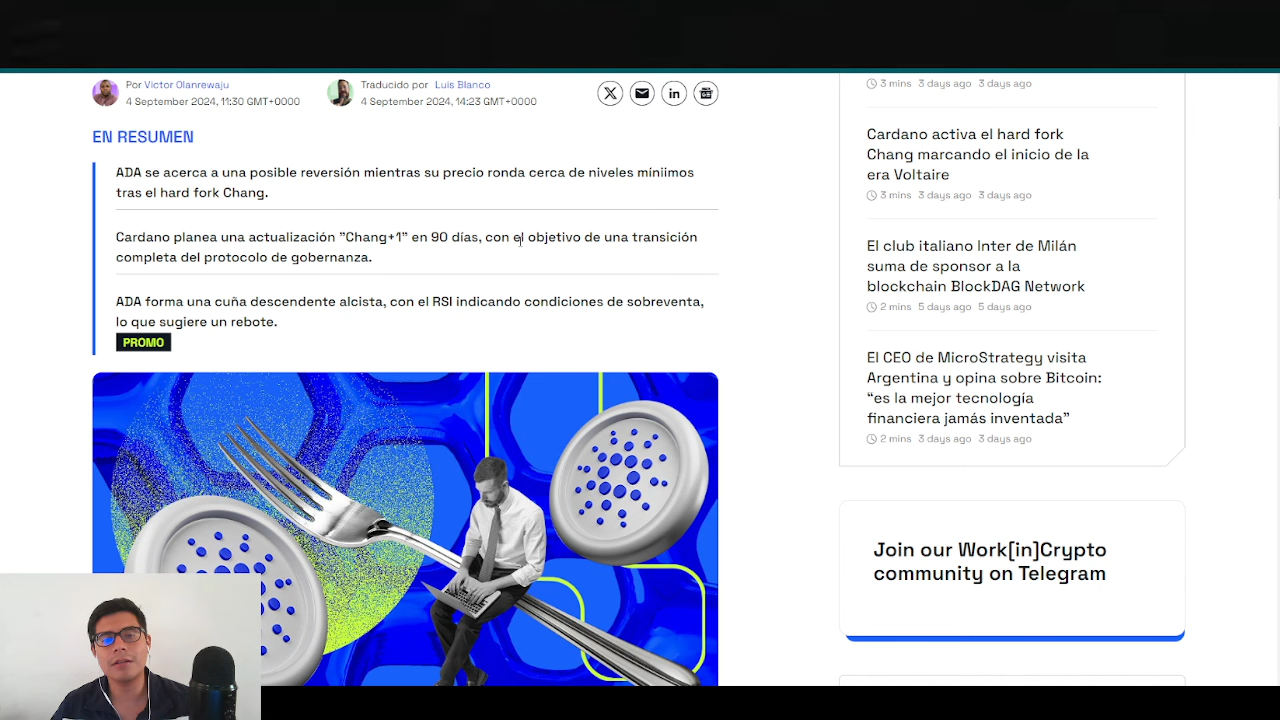 Por Victor Olanrewaju
4 September 2024, 11:30 GMT+0000
Traducido por Luis Blanco
4 September 2024, 14:23 GMT+0000
EN RESUMEN
ADA se acerca a una posible reversión mientras su precio ronda cerca de niveles míniimos
tras el hard fork Chang.
Cardano planea una actualización "Chang+1" en 90 días, con el objetivo de una transición
completa del protocolo de gobernanza.
ADA forma una cuña descendente alcista, con el RSI indicando condiciones de sobreventa,
lo que sugiere un rebote.
PROMO
3 mins 3 days ago 3 days ago
Cardano activa el hard fork
Chang marcando el inicio de la
era Voltaire
3 mins 3 days ago 3 days ago
El club italiano Inter de Milán
suma de sponsor a la
blockchain BlockDAG Network
2 mins 5 days ago 5 days ago
El CEO de MicroStrategy visita
Argentina y opina sobre Bitcoin:
“es la mejor tecnología
financiera jamás inventada”
2 mins 3 days ago 3 days ago
Join our Work[in]Crypto
community on Telegram